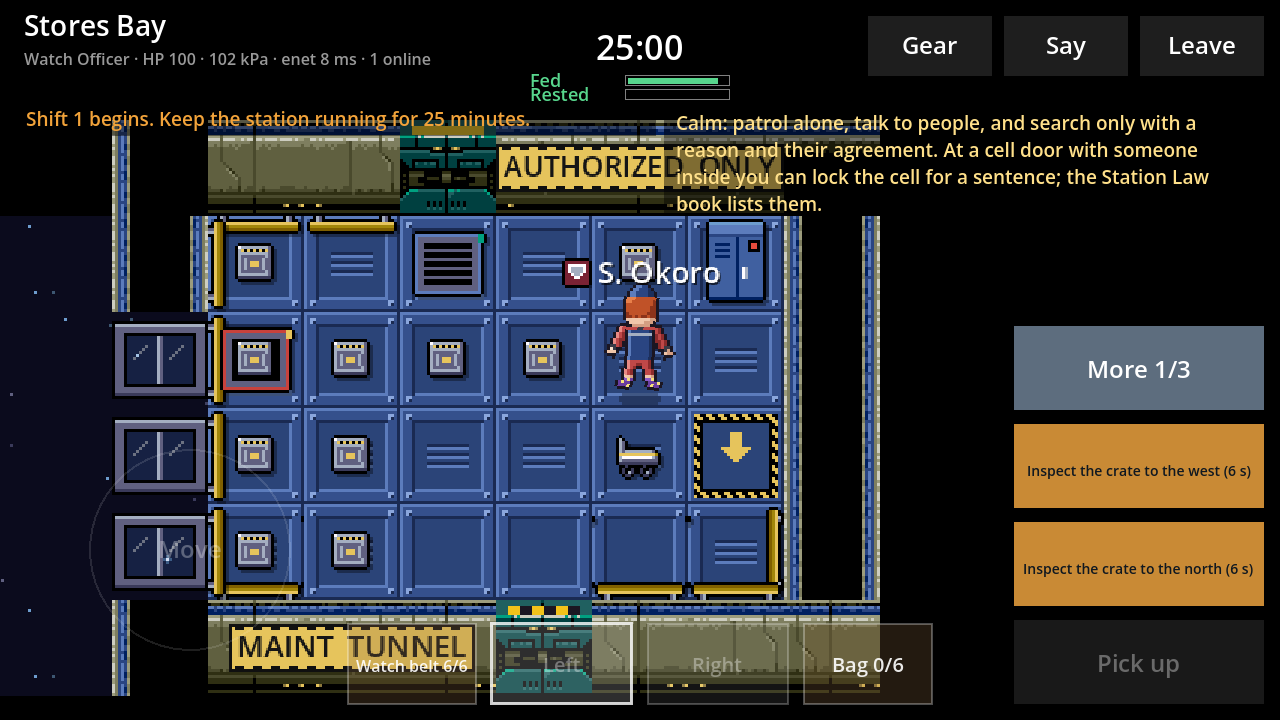 Stores Bay
Watch Officer · HP 100 · 102 kPa · enet 8 ms · 1 online
25:00
Fed
Rested
Gear
Say
Leave
Shift 1 begins. Keep the station running for 25 minutes.
Calm: patrol alone, talk to people, and search only with a
reason and their agreement. At a cell door with someone
inside you can lock the cell for a sentence; the Station Law
book lists them.
AUTHORIZED ONLY
S. Okoro
More 1/3
Inspect the crate to the west (6 s)
Inspect the crate to the north (6 s)
Move
MAINT TUNNEL
Watch belt 6/6
Left
Right
Bag 0/6
Pick up